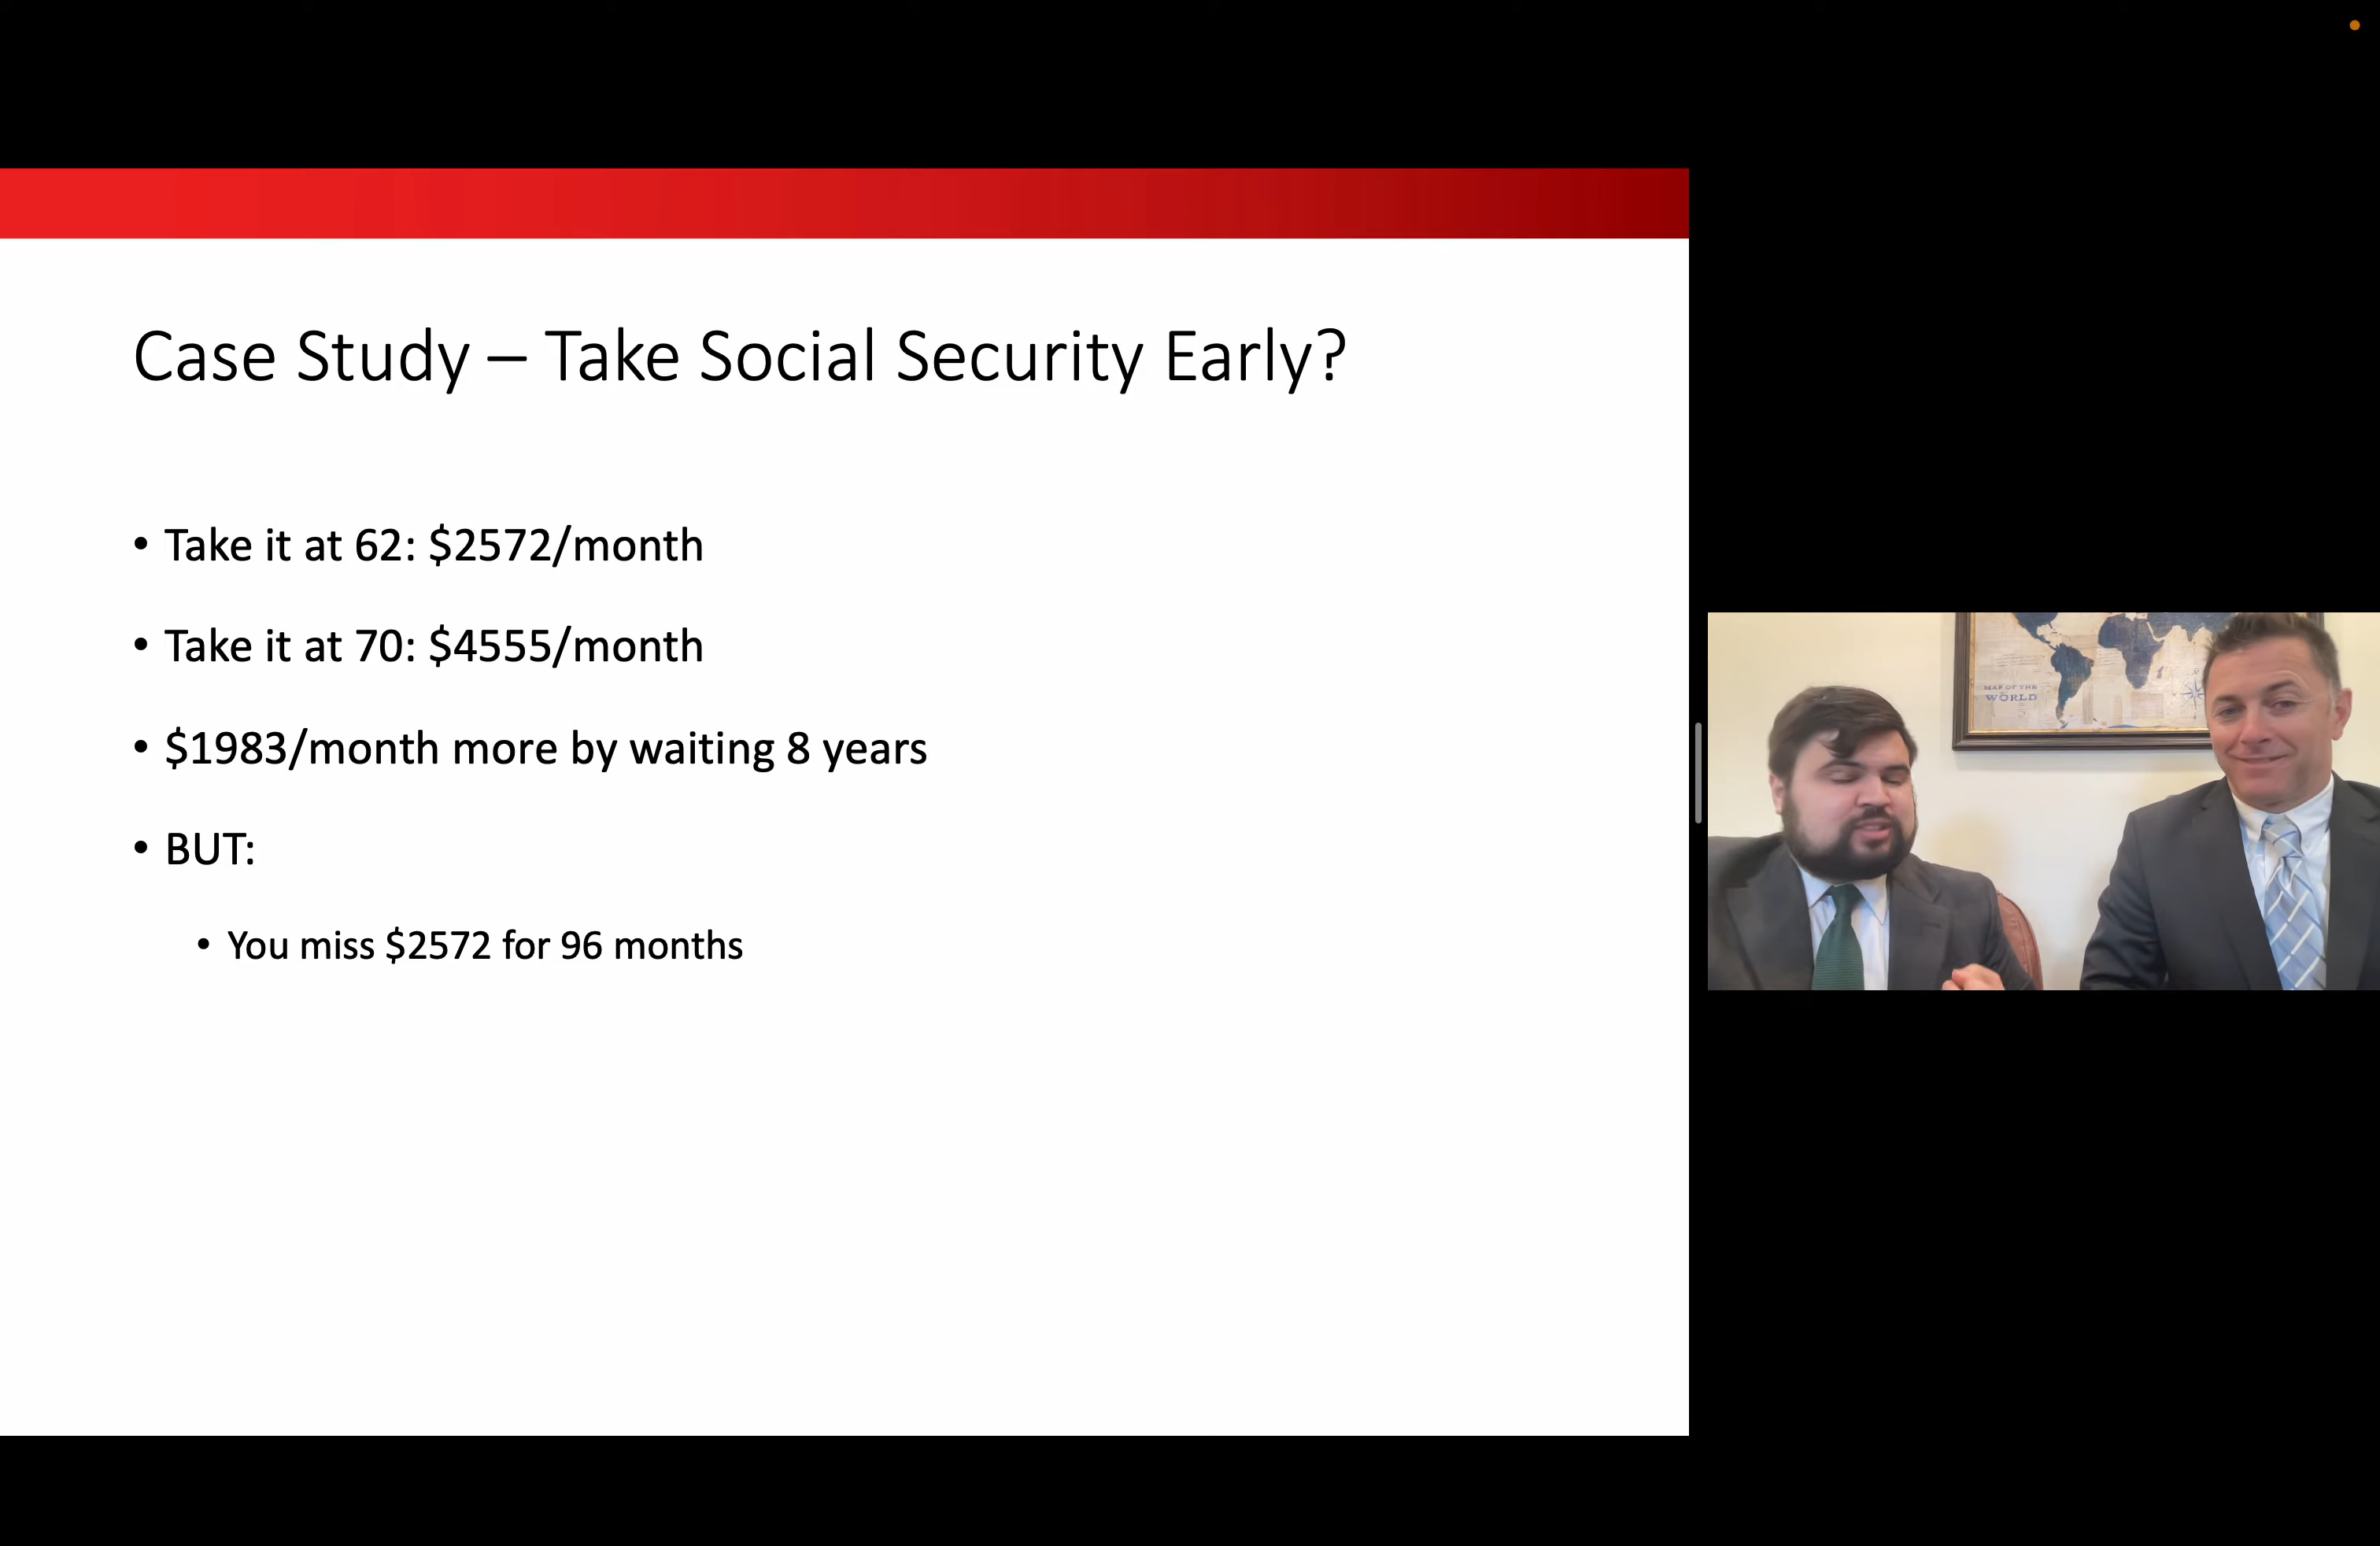 Case Study – Take Social Security Early?
• Take it at 62: $2572/month
• Take it at 70: $4555/month
• $1983/month more by waiting 8 years
• BUT:
• You miss $2572 for 96 months
MAP OF THE
WORLD